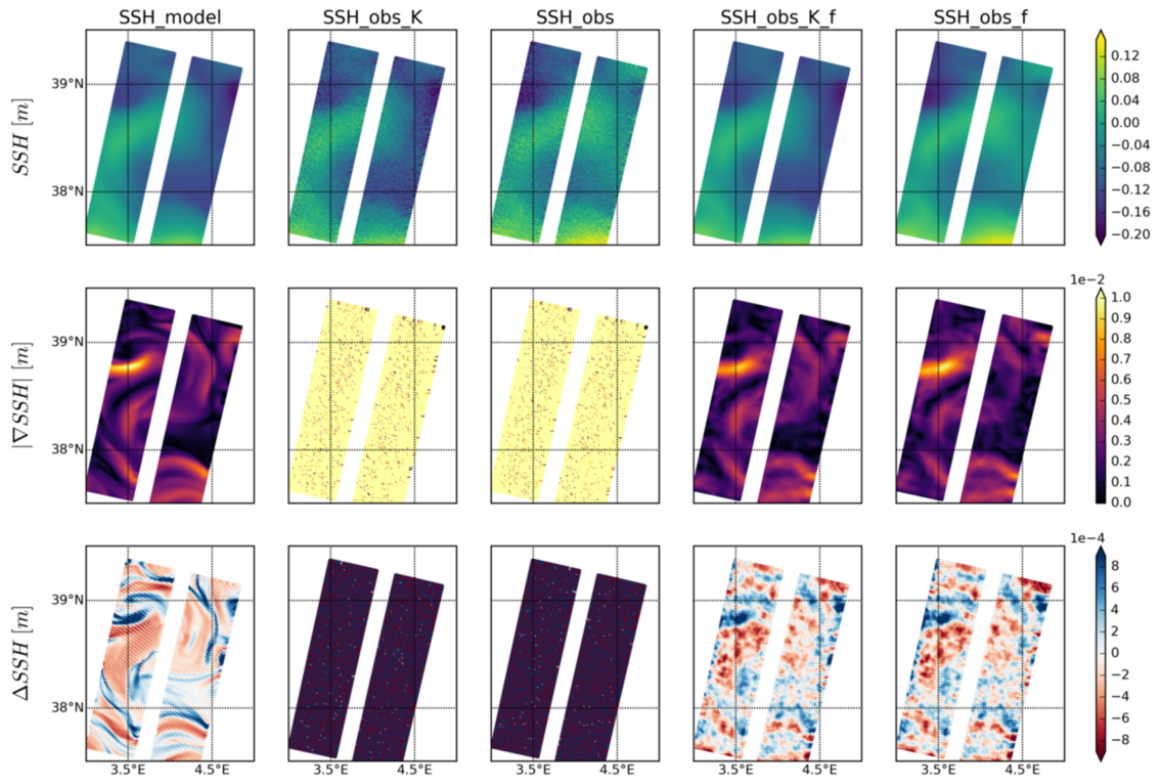 SSH_model SSH_obs_K SSH_obs SSH_obs_K_f SSH_obs_f
SSH [m]
39°N
38°N
0.12
0.04
0.00
−0.04
−0.08
−0.12
−0.16
−0.20
|∇SSH| [m]
39°N
38°N
1e−2
1.0
0.9
0.8
0.7
0.6
0.5
0.4
0.3
0.2
0.1
0.0
ΔSSH [m]
39°N
38°N
1e−4
8
6
4
2
0
−2
−4
−6
−8
3.5°E 4.5°E 3.5°E 4.5°E 3.5°E 4.5°E 3.5°E 4.5°E 3.5°E 4.5°E